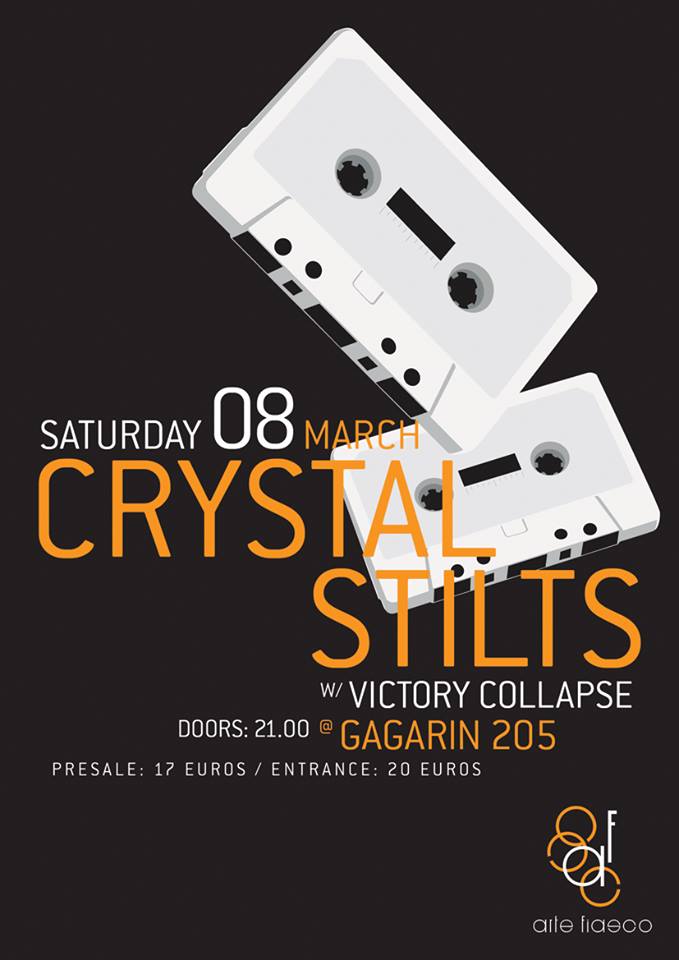 SATURDAY 08 MARCH
CRYSTAL
STILTS
W/ VICTORY COLLAPSE
DOORS: 21.00 @ GAGARIN 205
PRESALE: 17 EUROS / ENTRANCE: 20 EUROS
af
arte fiasco